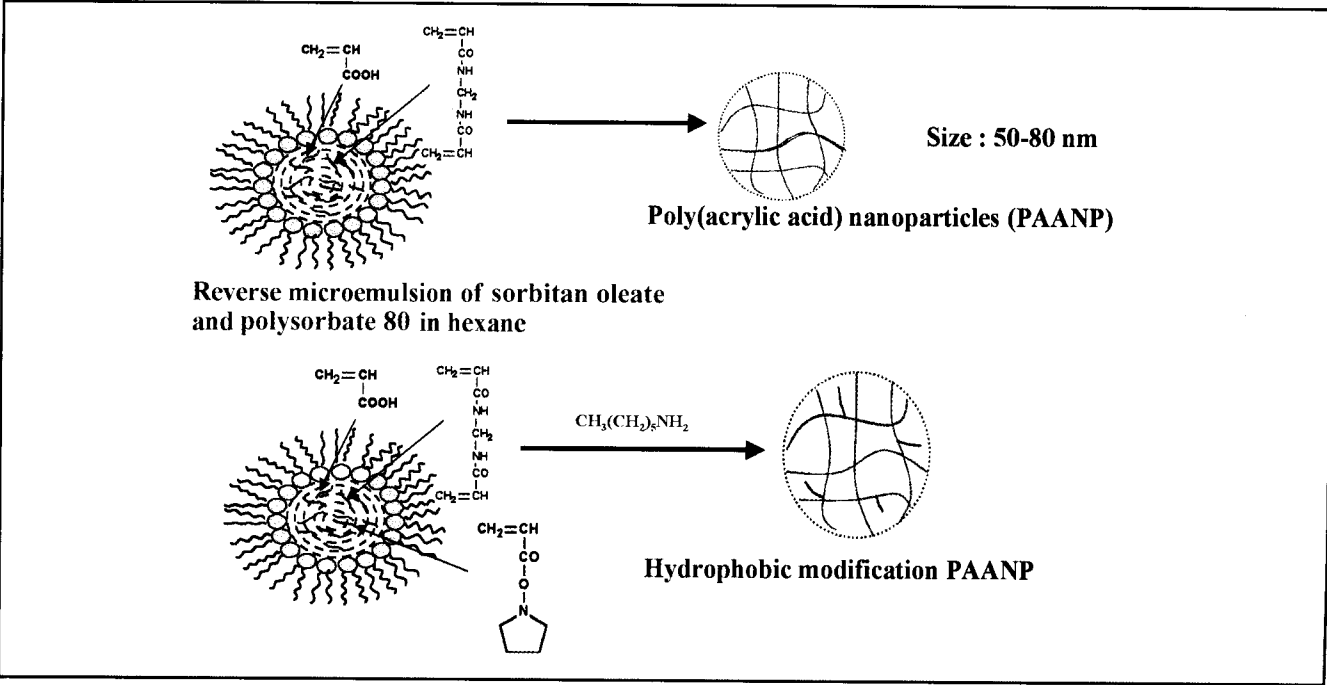 CH₂=CH
COOH
CH₂=CH
CO
NH
CH₂
NH
CO
CH₂=CH
Size : 50-80 nm
Poly(acrylic acid) nanoparticles (PAANP)
Reverse microemulsion of sorbitan oleate
and polysorbate 80 in hexane
CH₂=CH
COOH
CH₂=CH
CO
NH
CH₂
NH
CO
CH₂=CH
CH₃(CH₂)₅NH₂
CH₂=CH
CO
O
N
Hydrophobic modification PAANP